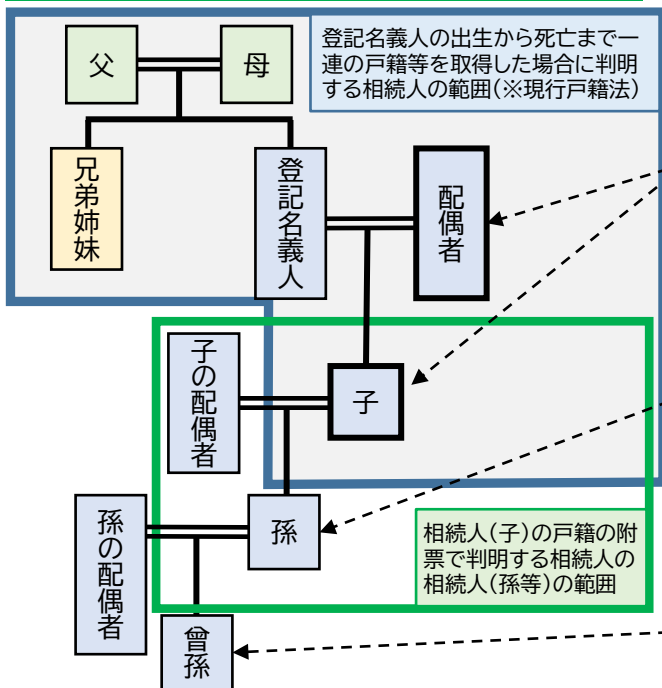 父
母
登記名義人の出生から死亡まで一
連の戸籍等を取得した場合に判明
する相続人の範囲(※現行戸籍法)
兄弟姉妹
登記名義人
配偶者
子の配偶者
子
孫の配偶者
孫
相続人(子)の戸籍の附
票で判明する相続人の
相続人(孫等)の範囲
曾孫